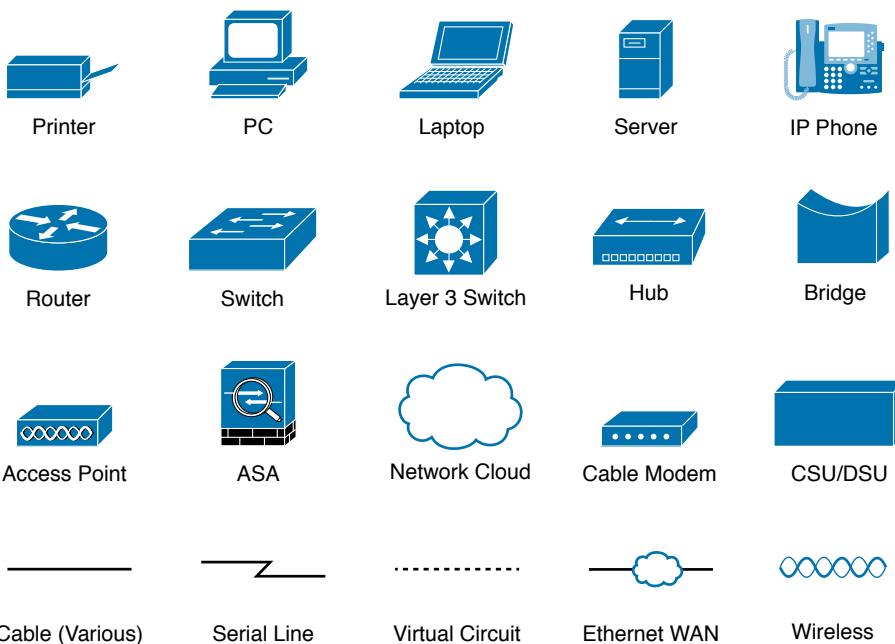 Printer
PC
Laptop
Server
IP Phone
Router
Switch
Layer 3 Switch
Hub
Bridge
Access Point
ASA
Network Cloud
Cable Modem
CSU/DSU
Cable (Various)
Serial Line
Virtual Circuit
Ethernet WAN
Wireless